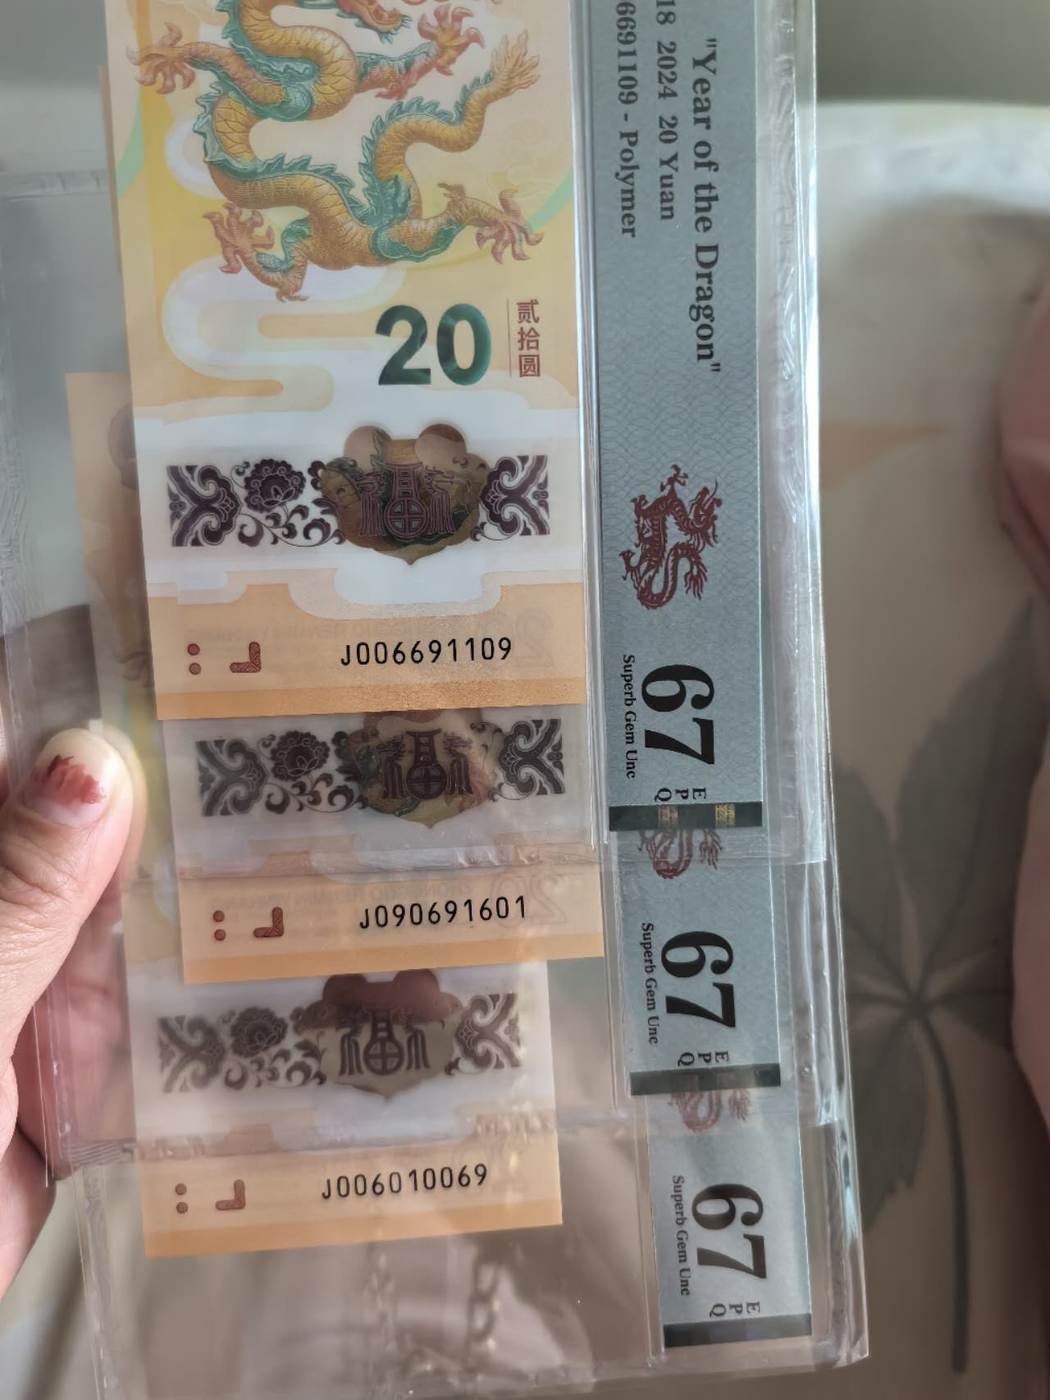 "Year of the Dragon"
18 2024 20 Yuan
6691109 - Polymer
67
EPQ
Superb Gem Unc
20
贰拾圆
J006691109
67
EPQ
Superb Gem Unc
J090691601
67
EPQ
Superb Gem Unc
J006010069